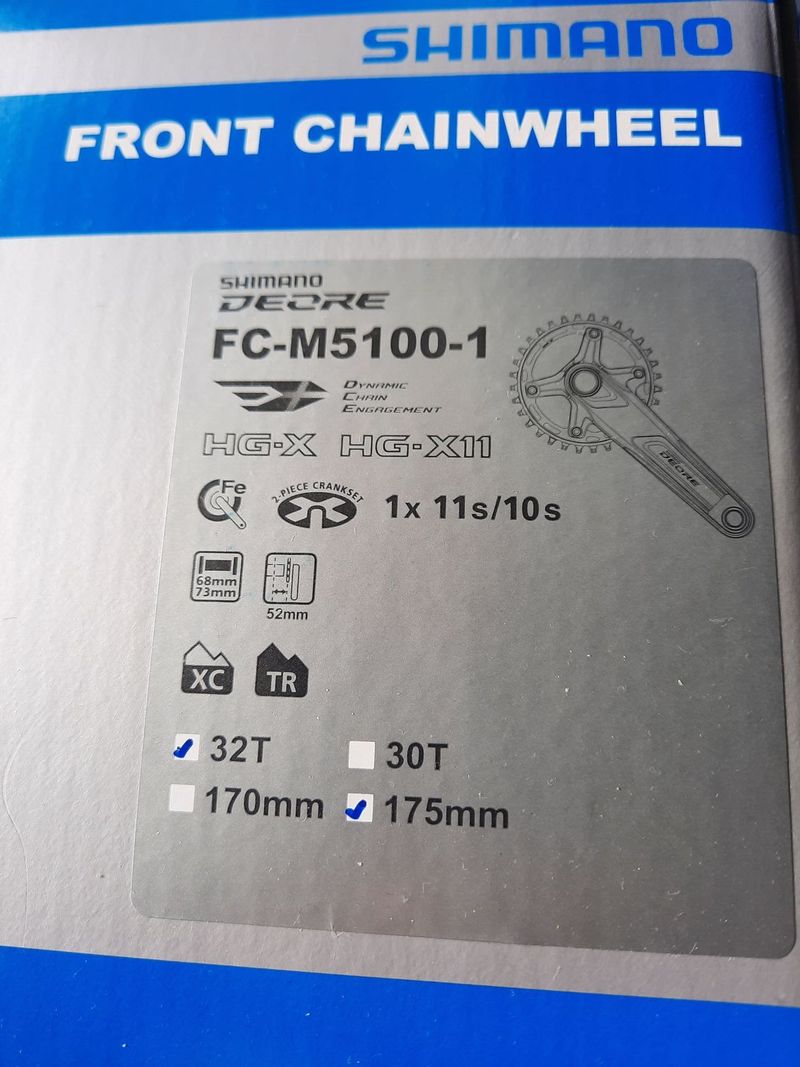 SHIMANO
FRONT CHAINWHEEL
SHIMANO
DEORE
FC-M5100-1
DYNAMIC
CHAIN
ENGAGEMENT
HG-X HG-X11
Fe
2-PIECE CRANKSET
1x 11s/10s
68mm
73mm
52mm
XC TR
32T 30T
170mm 175mm
DEORE